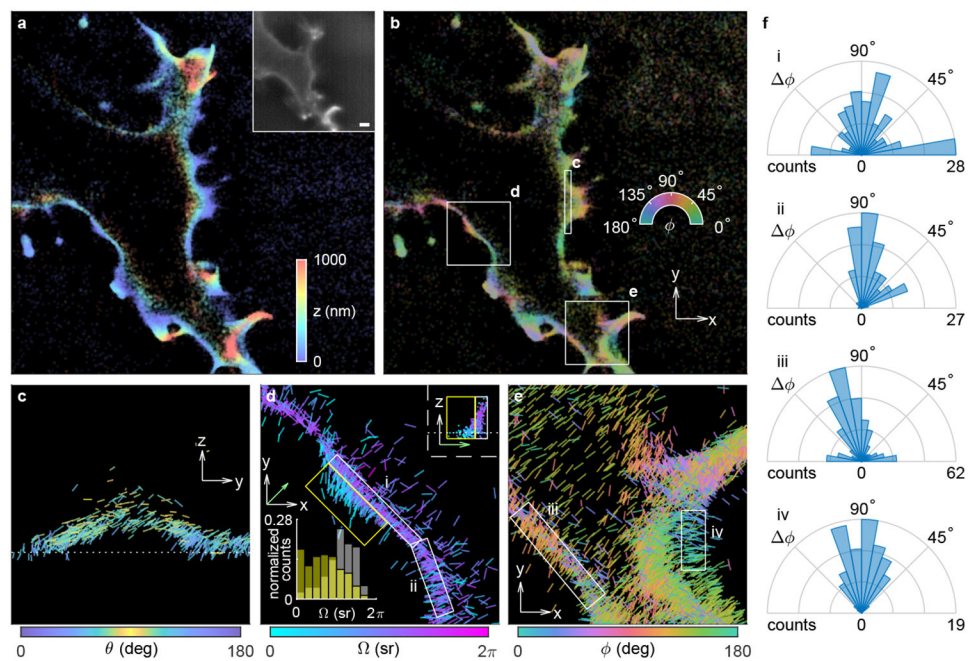 a
1000
z (nm)
0
b
c
d
135°
90°
45°
180°
ϕ
0°
e
y
x
f
i
90°
Δϕ
45°
counts
0
28
ii
90°
Δϕ
45°
counts
0
27
iii
90°
Δϕ
45°
counts
0
62
iv
90°
Δϕ
45°
counts
0
19
c
z
y
0
θ (deg)
180
d
z
y
x
i
ii
0.28
normalized
counts
0
0
Ω (sr)
2π
0
Ω (sr)
2π
e
iii
iv
y
x
0
ϕ (deg)
180